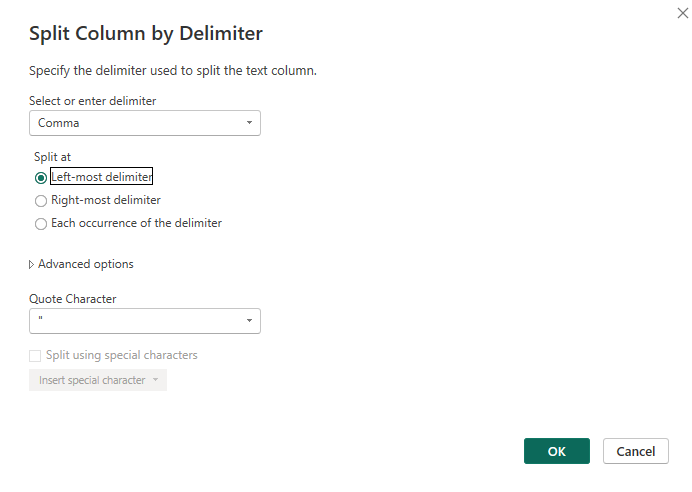 Split Column by Delimiter
Specify the delimiter used to split the text column.
Select or enter delimiter
Comma
Split at
Left-most delimiter
Right-most delimiter
Each occurrence of the delimiter
Advanced options
Quote Character
"
Split using special characters
Insert special character
OK
Cancel